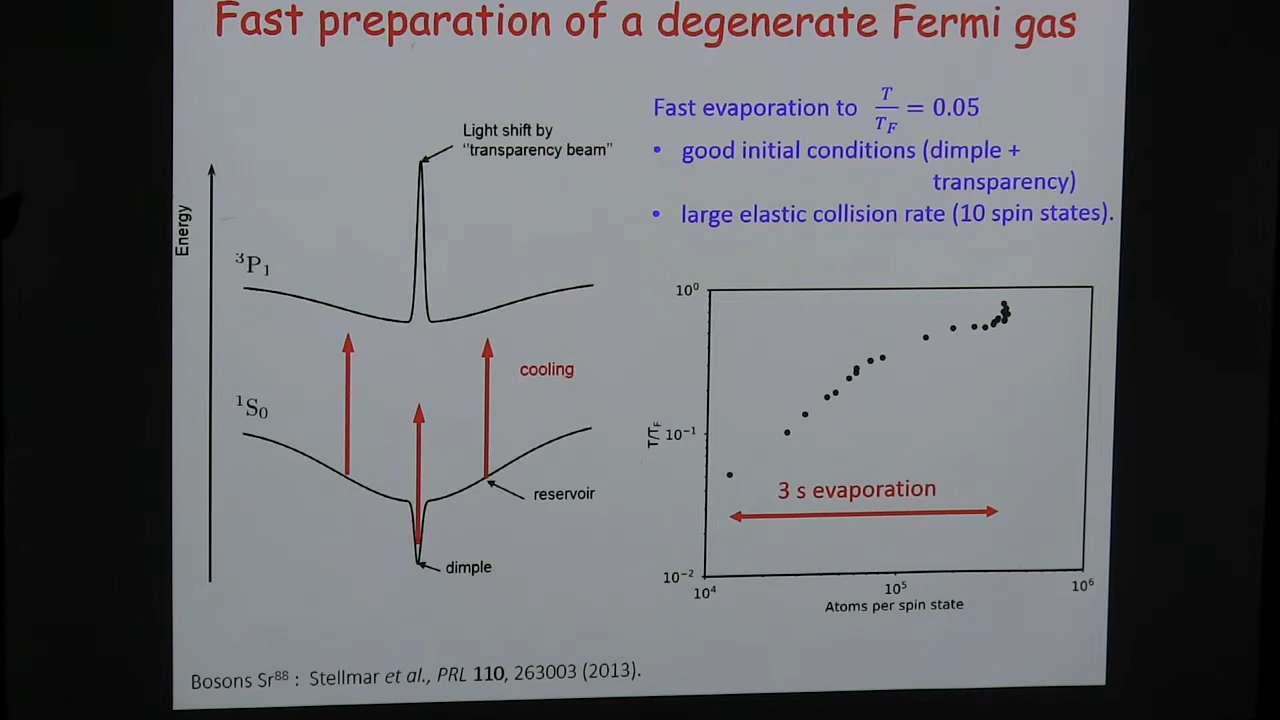 Fast preparation of a degenerate Fermi gas
Fast evaporation to T/T_F = 0.05
• good initial conditions (dimple +
transparency)
• large elastic collision rate (10 spin states).
Light shift by
"transparency beam"
Energy
³P₁
cooling
¹S₀
reservoir
dimple
10⁰
10⁻¹
10⁻²
T/T_F
3 s evaporation
10⁴
10⁵
10⁶
Atoms per spin state
Bosons Sr⁸⁸ : Stellmar et al., PRL 110, 263003 (2013).